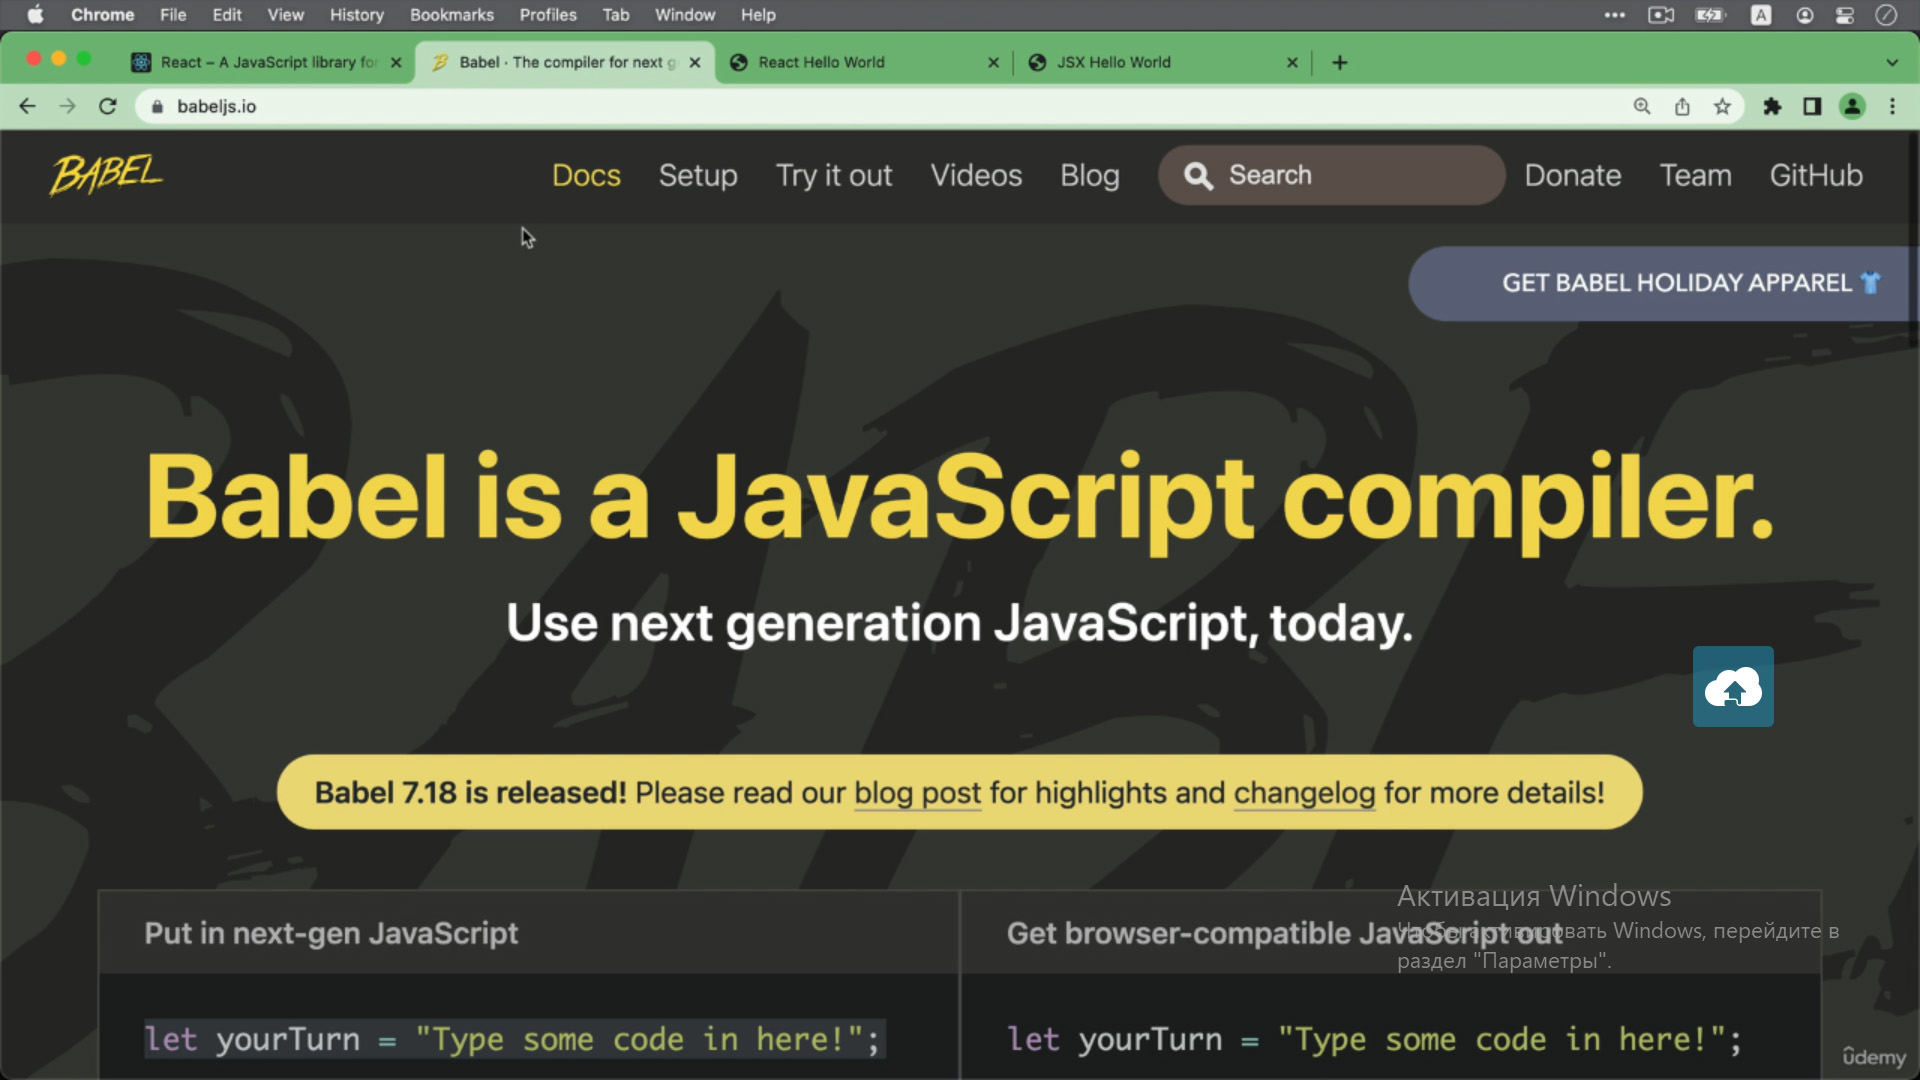 Chrome File Edit View History Bookmarks Profiles Tab Window Help
React – A JavaScript library for
Babel · The compiler for next g
React Hello World
JSX Hello World
babeljs.io
BABEL
Docs Setup Try it out Videos Blog Search Donate Team GitHub
GET BABEL HOLIDAY APPAREL
Babel is a JavaScript compiler.
Use next generation JavaScript, today.
Babel 7.18 is released! Please read our blog post for highlights and changelog for more details!
Put in next-gen JavaScript
Get browser-compatible JavaScript out
let yourTurn = "Type some code in here!";
let yourTurn = "Type some code in here!";
Активация Windows
Чтобы активировать Windows, перейдите в
раздел "Параметры".
ûdemy